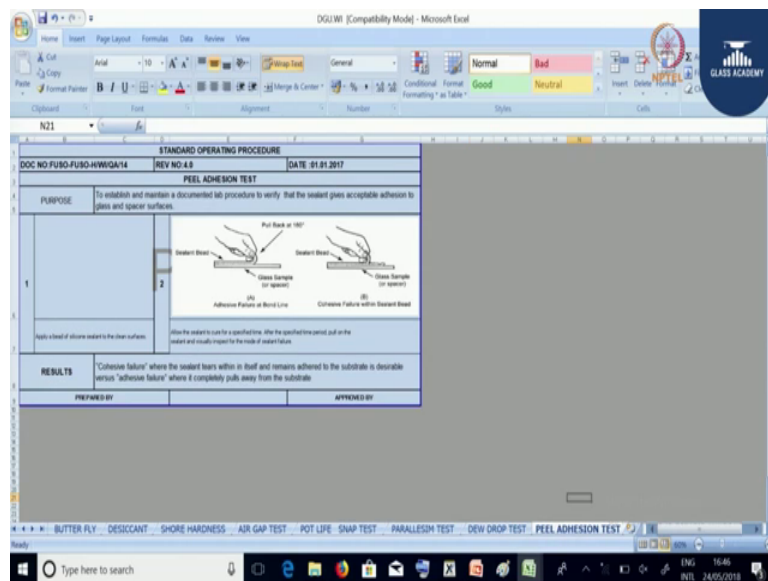 DGU.WI [Compatibility Mode] - Microsoft Excel
Home Insert Page Layout Formulas Data Review View
Cut
Copy
Format Painter
Paste
Clipboard
Arial 10
Font
Wrap Text
Merge & Center
Alignment
General
Number
Conditional Formatting
Format as Table
Normal Bad
Good Neutral
Styles
Insert Delete Format
Cells
NPTEL
GLASS ACADEMY
N21
STANDARD OPERATING PROCEDURE
DOC NO:FUSO-FUSO-H/WI/QA/14 REV NO:4.0 DATE :01.01.2017
PEEL ADHESION TEST
PURPOSE
To establish and maintain a documented lab procedure to verify that the sealant gives acceptable adhesion to
glass and spacer surfaces.
1
2
Pull Back at 180°
Sealant Bead
Glass Sample
(or spacer)
(A)
Adhesive Failure at Bond Line
Sealant Bead
Glass Sample
(or spacer)
(B)
Cohesive Failure within Sealant Bead
Apply a bead of silicone sealant to the clean surfaces.
Allow the sealant to cure for a specified time. After the specified time period, pull on the
sealant and visually inspect for the mode of sealant failure.
RESULTS
"Cohesive failure" where the sealant tears within in itself and remains adhered to the substrate is desirable
versus "adhesive failure" where it completely pulls away from the substrate
PREPARED BY APPROVED BY
BUTTER FLY DESICCANT SHORE HARDNESS AIR GAP TEST POT LIFE SNAP TEST PARALLESIM TEST DEW DROP TEST PEEL ADHESION TEST
Ready
60%
Type here to search
ENG
INTL
16:46
24/05/2018